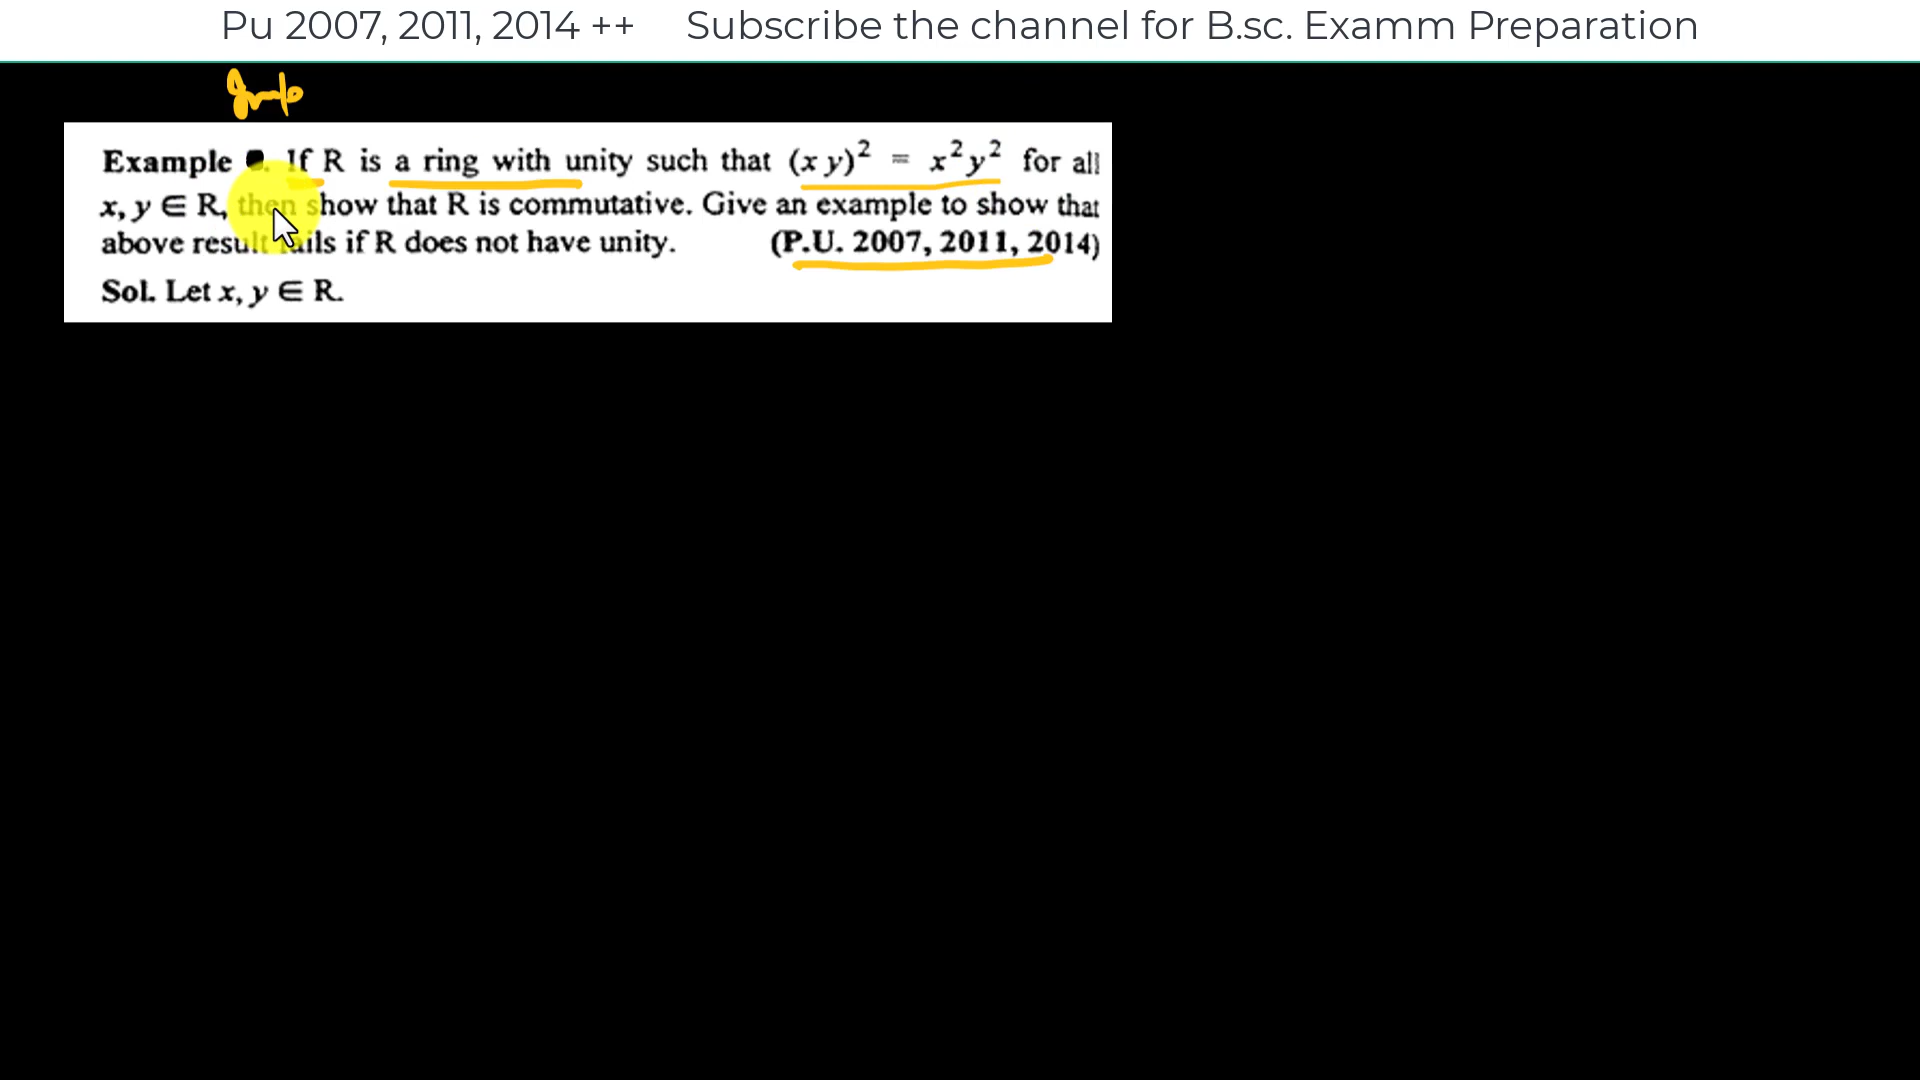 Pu 2007, 2011, 2014 ++ Subscribe the channel for B.sc. Examm Preparation
Imp
Example . If R is a ring with unity such that (x y)² = x²y² for all
x, y ∈ R, then show that R is commutative. Give an example to show that
above result fails if R does not have unity. (P.U. 2007, 2011, 2014)
Sol. Let x, y ∈ R.